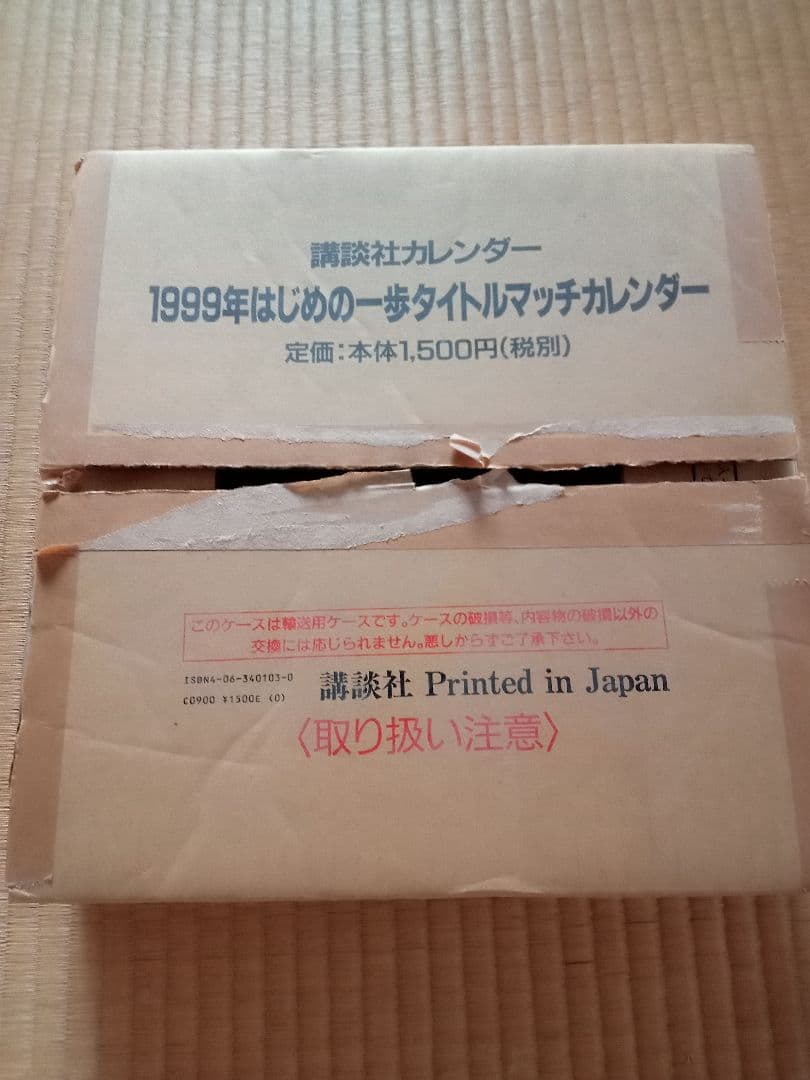 講談社カレンダー
1999年はじめの一歩タイトルマッチカレンダー
定価：本体1,500円（税別）
このケースは輸送用ケースです。ケースの破損等、内容物の破損以外の
交換には応じられません。悪しからずご了承下さい。
ISBN4-06-340103-0
C0900 ¥1500E (0)
講談社 Printed in Japan
〈取り扱い注意〉